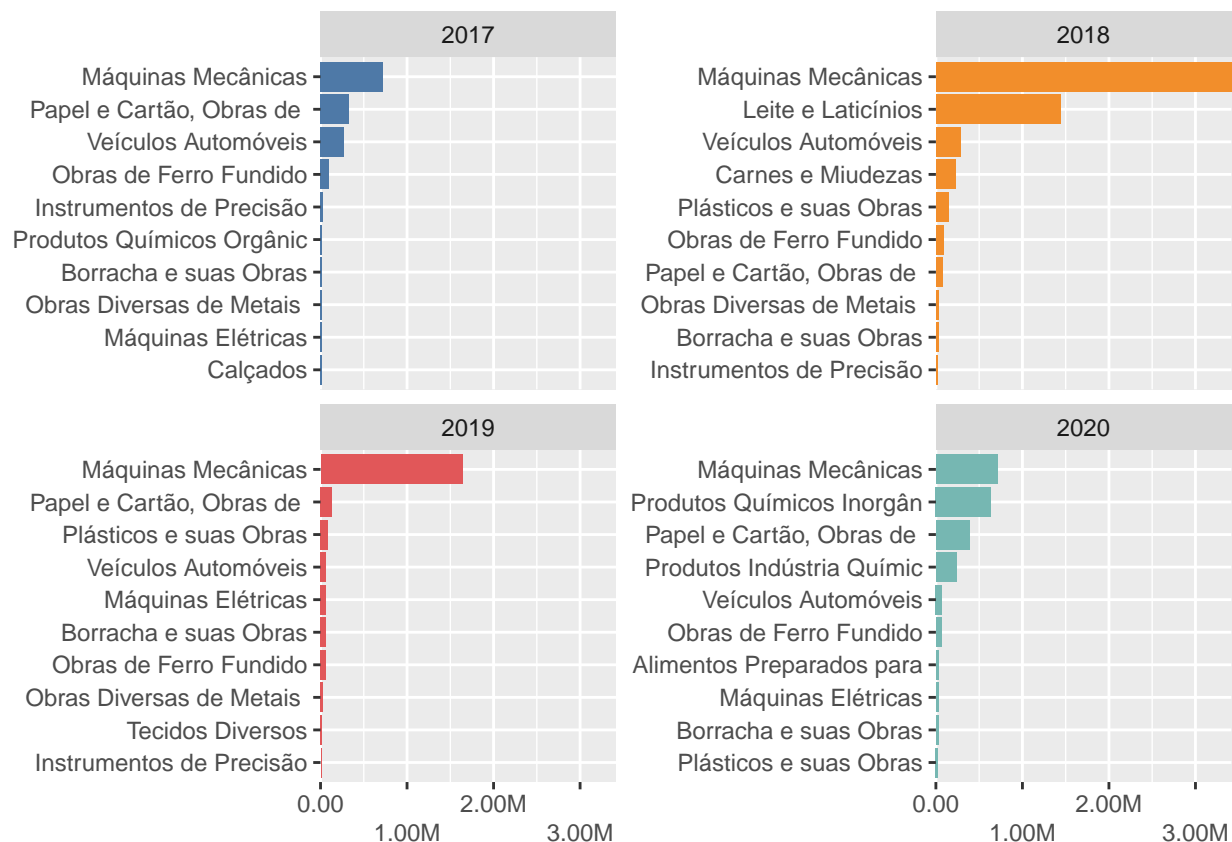 2017
Máquinas Mecânicas
Papel e Cartão, Obras de
Veículos Automóveis
Obras de Ferro Fundido
Instrumentos de Precisão
Produtos Químicos Orgânic
Borracha e suas Obras
Obras Diversas de Metais
Máquinas Elétricas
Calçados
2018
Máquinas Mecânicas
Leite e Laticínios
Veículos Automóveis
Carnes e Miudezas
Plásticos e suas Obras
Obras de Ferro Fundido
Papel e Cartão, Obras de
Obras Diversas de Metais
Borracha e suas Obras
Instrumentos de Precisão
2019
Máquinas Mecânicas
Papel e Cartão, Obras de
Plásticos e suas Obras
Veículos Automóveis
Máquinas Elétricas
Borracha e suas Obras
Obras de Ferro Fundido
Obras Diversas de Metais
Tecidos Diversos
Instrumentos de Precisão
0.00 2.00M
1.00M 3.00M
2020
Máquinas Mecânicas
Produtos Químicos Inorgân
Papel e Cartão, Obras de
Produtos Indústria Químic
Veículos Automóveis
Obras de Ferro Fundido
Alimentos Preparados para
Máquinas Elétricas
Borracha e suas Obras
Plásticos e suas Obras
0.00 2.00M
1.00M 3.00M